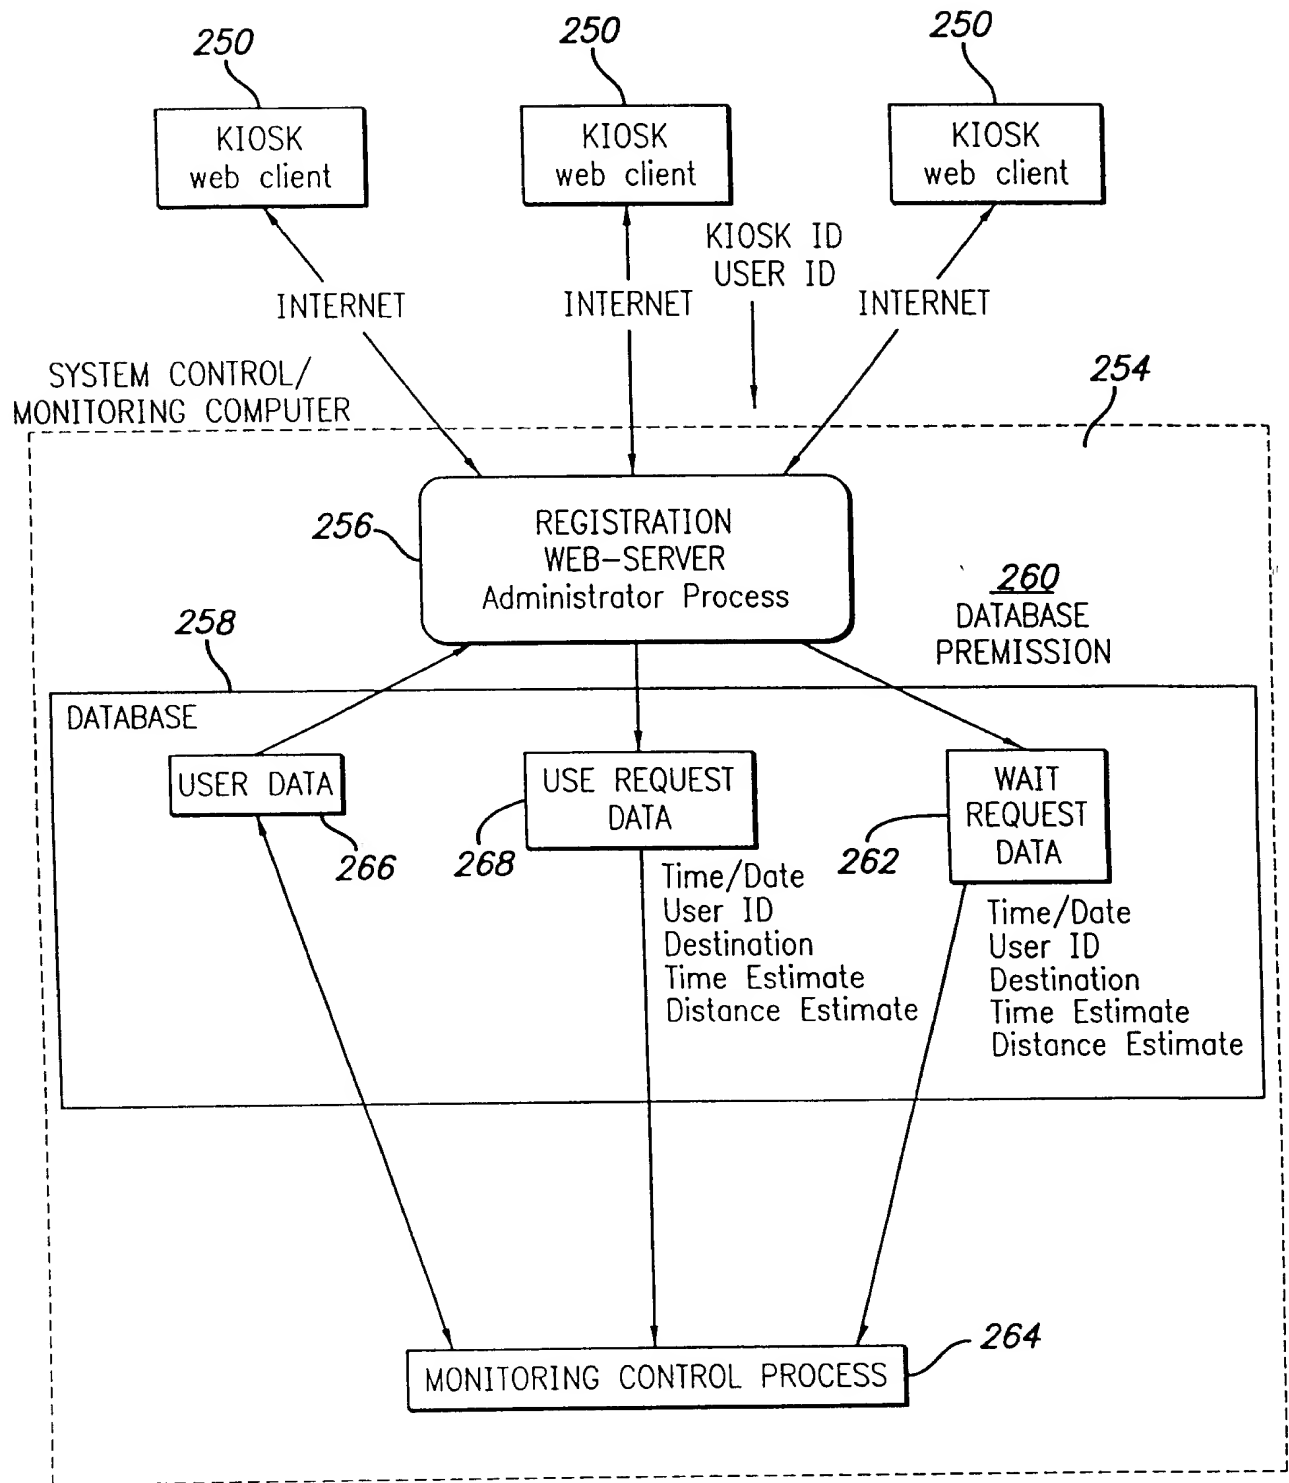 250
250
250
KIOSK
web client
KIOSK
web client
KIOSK
web client
KIOSK ID
USER ID
INTERNET
INTERNET
INTERNET
SYSTEM CONTROL/
MONITORING COMPUTER
254
256
REGISTRATION
WEB-SERVER
Administrator Process
260
DATABASE
PREMISSION
258
DATABASE
USER DATA
266
USE REQUEST
DATA
268
WAIT
REQUEST
DATA
262
Time/Date
User ID
Destination
Time Estimate
Distance Estimate
Time/Date
User ID
Destination
Time Estimate
Distance Estimate
264
MONITORING CONTROL PROCESS